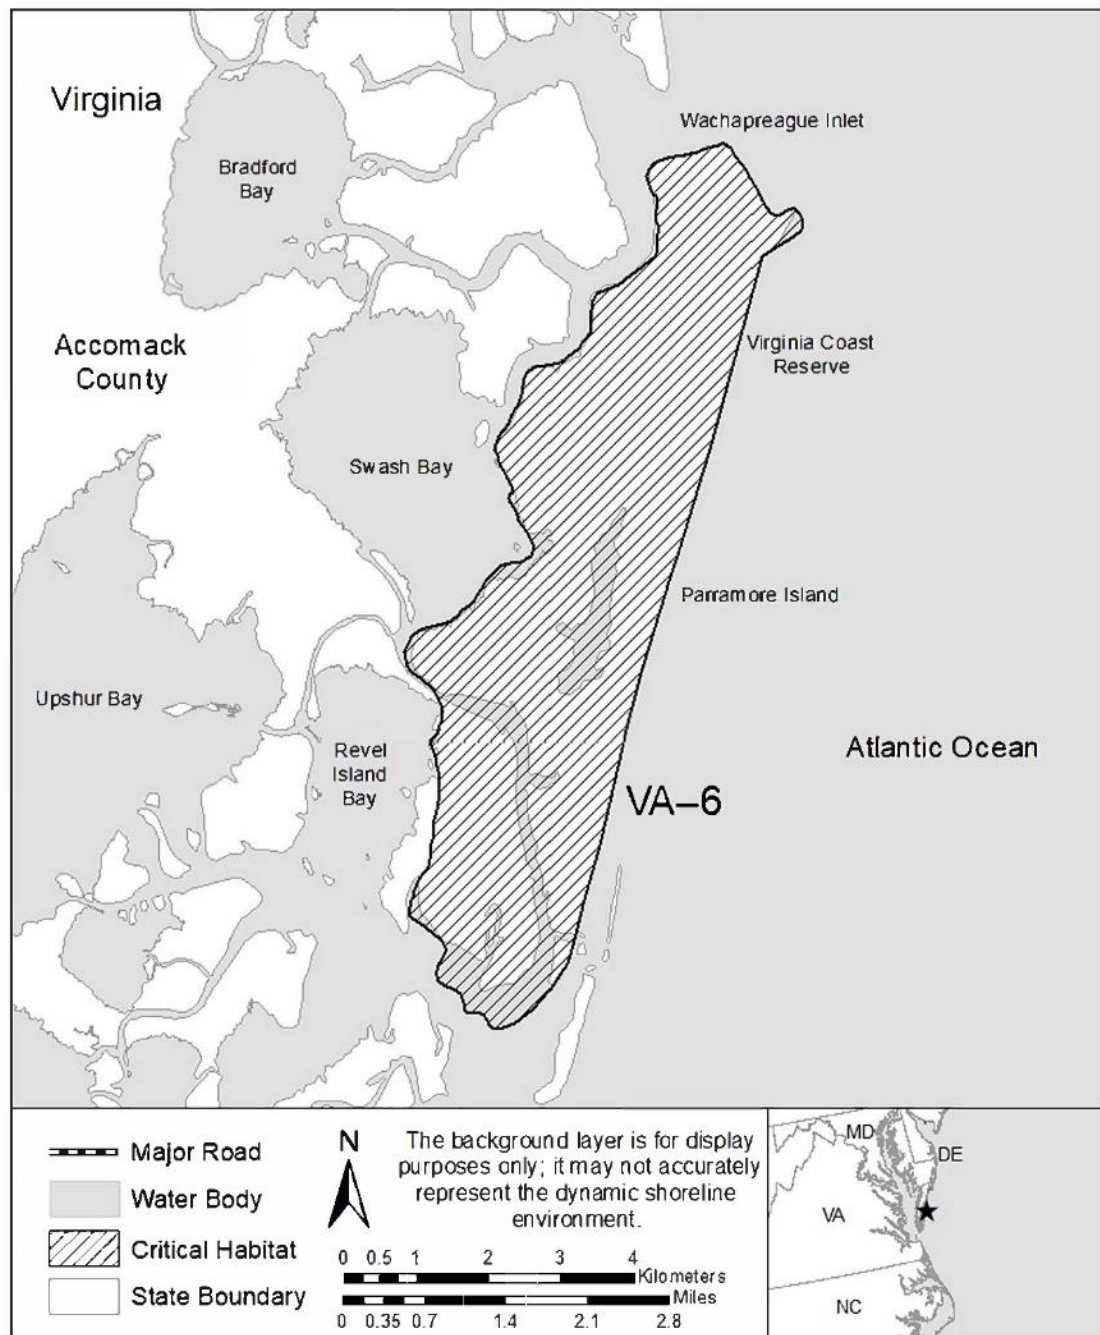 Virginia
Wachapreague Inlet
Bradford
Bay
Accomack
County
Virginia Coast
Reserve
Swash Bay
Parramore Island
Upshur Bay
Revel
Island
Bay
Atlantic Ocean
VA–6
Major Road
Water Body
Critical Habitat
State Boundary
N
The background layer is for display
purposes only; it may not accurately
represent the dynamic shoreline
environment.
0 0.5 1 2 3 4
Kilometers
Miles
0 0.35 0.7 1.4 2.1 2.8
MD
DE
VA
NC